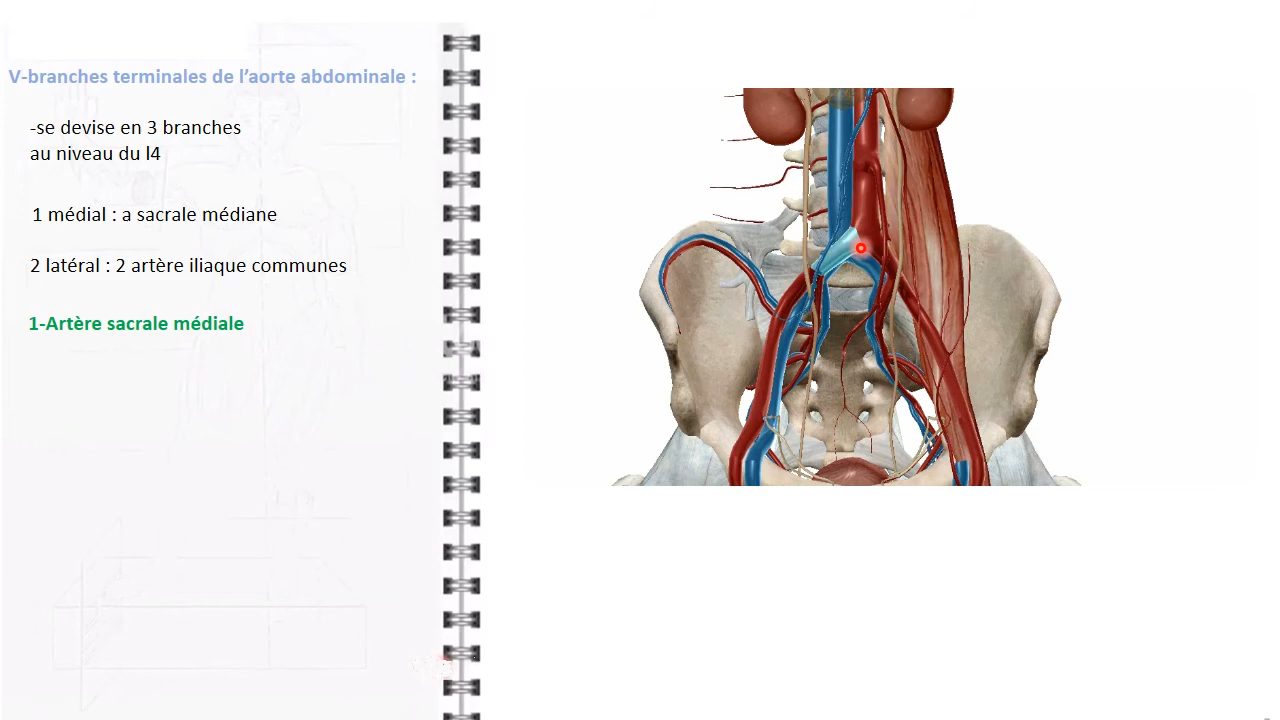 V-branches terminales de l’aorte abdominale :
-se devise en 3 branches
au niveau du l4
1 médial : a sacrale médiane
2 latéral : 2 artère iliaque communes
1-Artère sacrale médiale